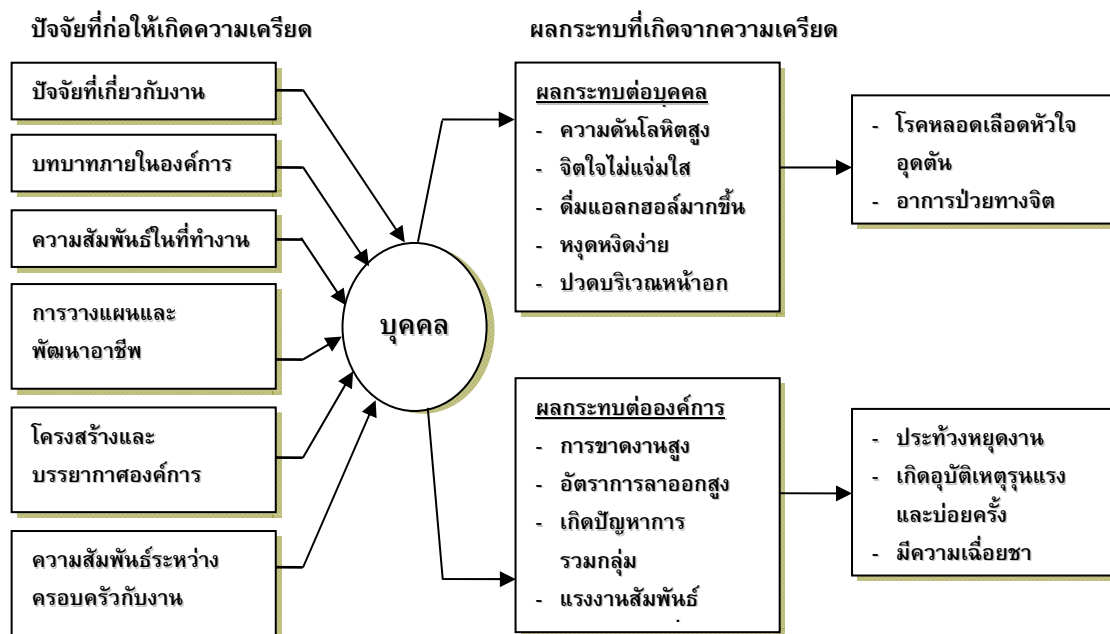 ปัจจัยที่ก่อให้เกิดความเครียด
ปัจจัยที่เกี่ยวกับงาน
บทบาทภายในองค์การ
ความสัมพันธ์ในที่ทำงาน
การวางแผนและ
พัฒนาอาชีพ
โครงสร้างและ
บรรยากาศองค์การ
ความสัมพันธ์ระหว่าง
ครอบครัวกับงาน
บุคคล
ผลกระทบที่เกิดจากความเครียด
ผลกระทบต่อบุคคล
- ความดันโลหิตสูง
- จิตใจไม่แจ่มใส
- ดื่มแอลกฮอล์มากขึ้น
- หงุดหงิดง่าย
- ปวดบริเวณหน้าอก
- โรคหลอดเลือดหัวใจ
อุดตัน
- อาการป่วยทางจิต
ผลกระทบต่อองค์การ
- การขาดงานสูง
- อัตราการลาออกสูง
- เกิดปัญหาการ
รวมกลุ่ม
- แรงงานสัมพันธ์
- ประท้วงหยุดงาน
- เกิดอุบัติเหตุรุนแรง
และบ่อยครั้ง
- มีความเฉื่อยชา